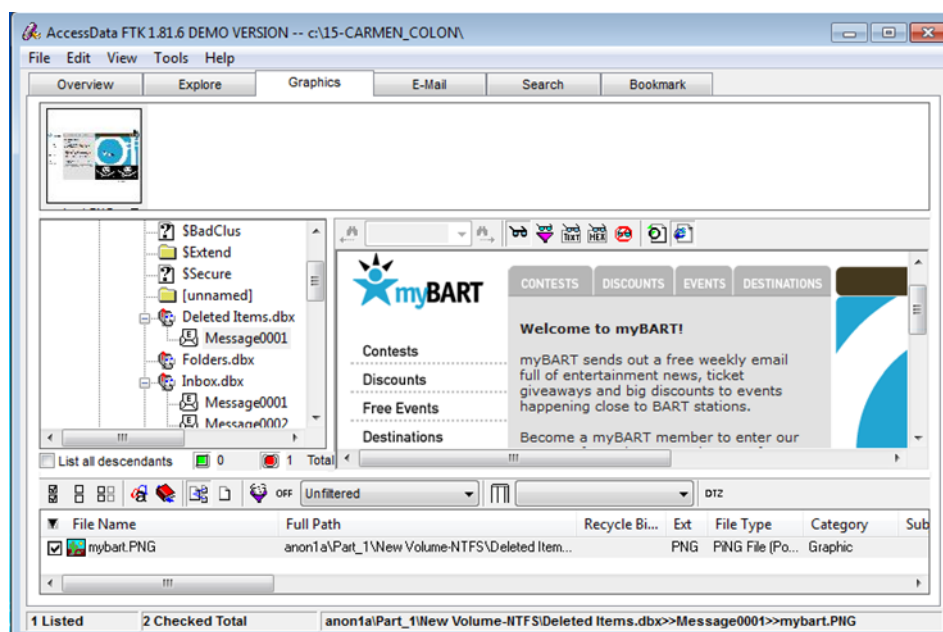 AccessData FTK 1.81.6 DEMO VERSION -- c:\15-CARMEN_COLON\
File Edit View Tools Help
Overview Explore Graphics E-Mail Search Bookmark
$BadClus
$Extend
$Secure
[unnamed]
Deleted Items.dbx
Message0001
Folders.dbx
Inbox.dbx
Message0001
Message0002
List all descendants 0 1 Total
TEXT HEX
myBART
Contests
Discounts
Free Events
Destinations
CONTESTS DISCOUNTS EVENTS DESTINATIONS
Welcome to myBART!
myBART sends out a free weekly email
full of entertainment news, ticket
giveaways and big discounts to events
happening close to BART stations.
Become a myBART member to enter our
OFF Unfiltered DTZ
File Name Full Path Recycle Bi... Ext File Type Category Sub
mybart.PNG anon1a\Part_1\New Volume-NTFS\Deleted Item... PNG PiNG File (Po... Graphic
1 Listed 2 Checked Total anon1a\Part_1\New Volume-NTFS\Deleted Items.dbx>>Message0001>>mybart.PNG